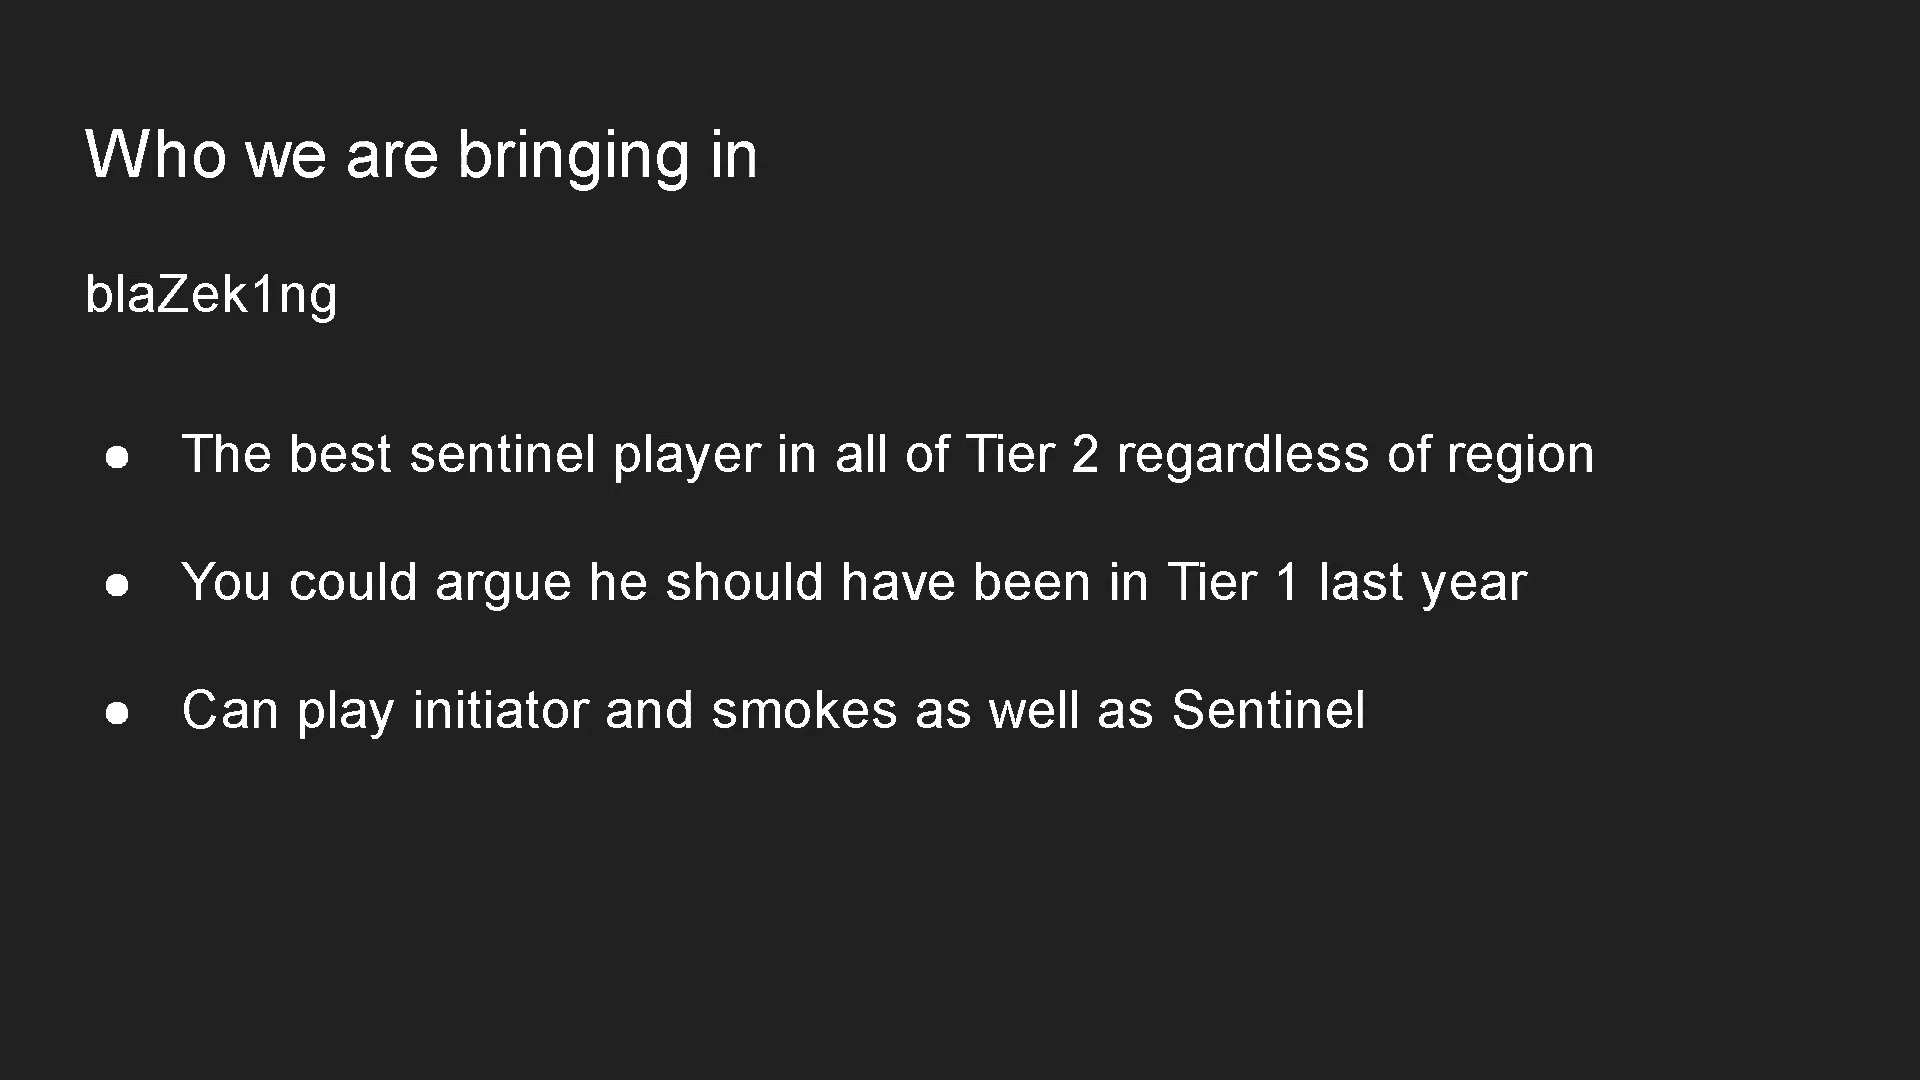 Who we are bringing in
blaZek1ng
● The best sentinel player in all of Tier 2 regardless of region
● You could argue he should have been in Tier 1 last year
● Can play initiator and smokes as well as Sentinel